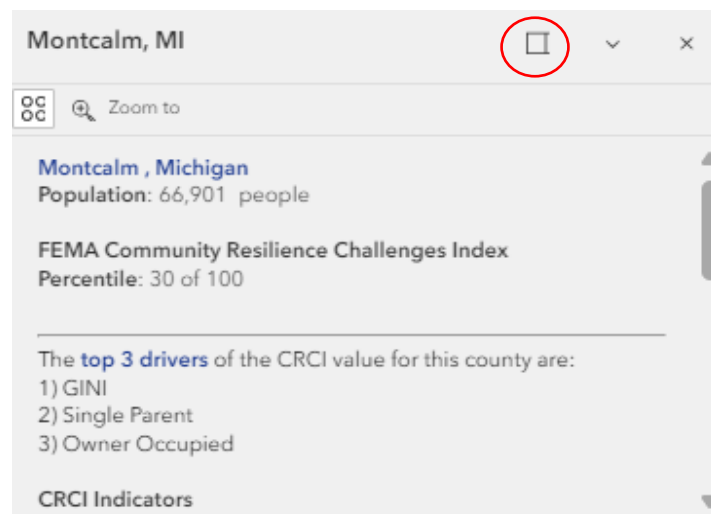 Montcalm, MI
Zoom to
Montcalm , Michigan
Population: 66,901 people
FEMA Community Resilience Challenges Index
Percentile: 30 of 100
The top 3 drivers of the CRCI value for this county are:
1) GINI
2) Single Parent
3) Owner Occupied
CRCI Indicators